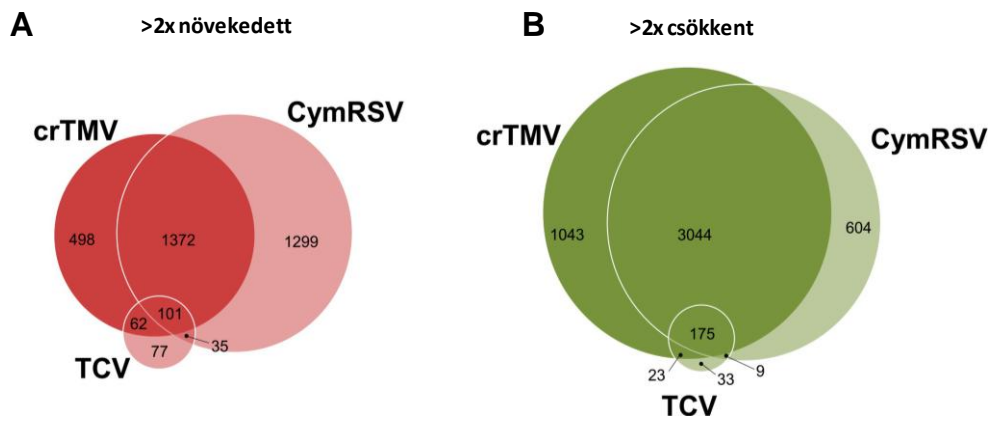 A
>2x növekedett
crTMV
CymRSV
498
1372
1299
101
62
35
77
TCV
B
>2x csökkent
crTMV
CymRSV
1043
3044
604
175
23
33
9
TCV